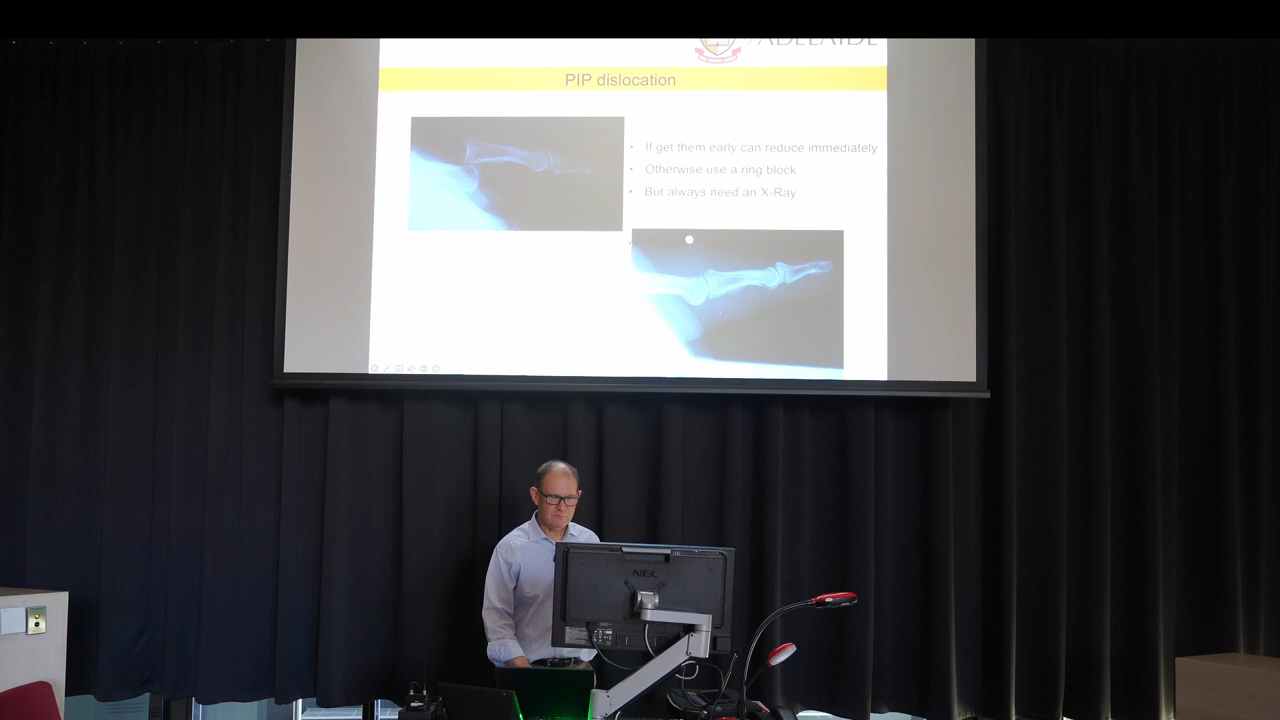 ADELAIDE
PIP dislocation
• If get them early can reduce immediately
• Otherwise use a ring block
• But always need an X-Ray
NEC